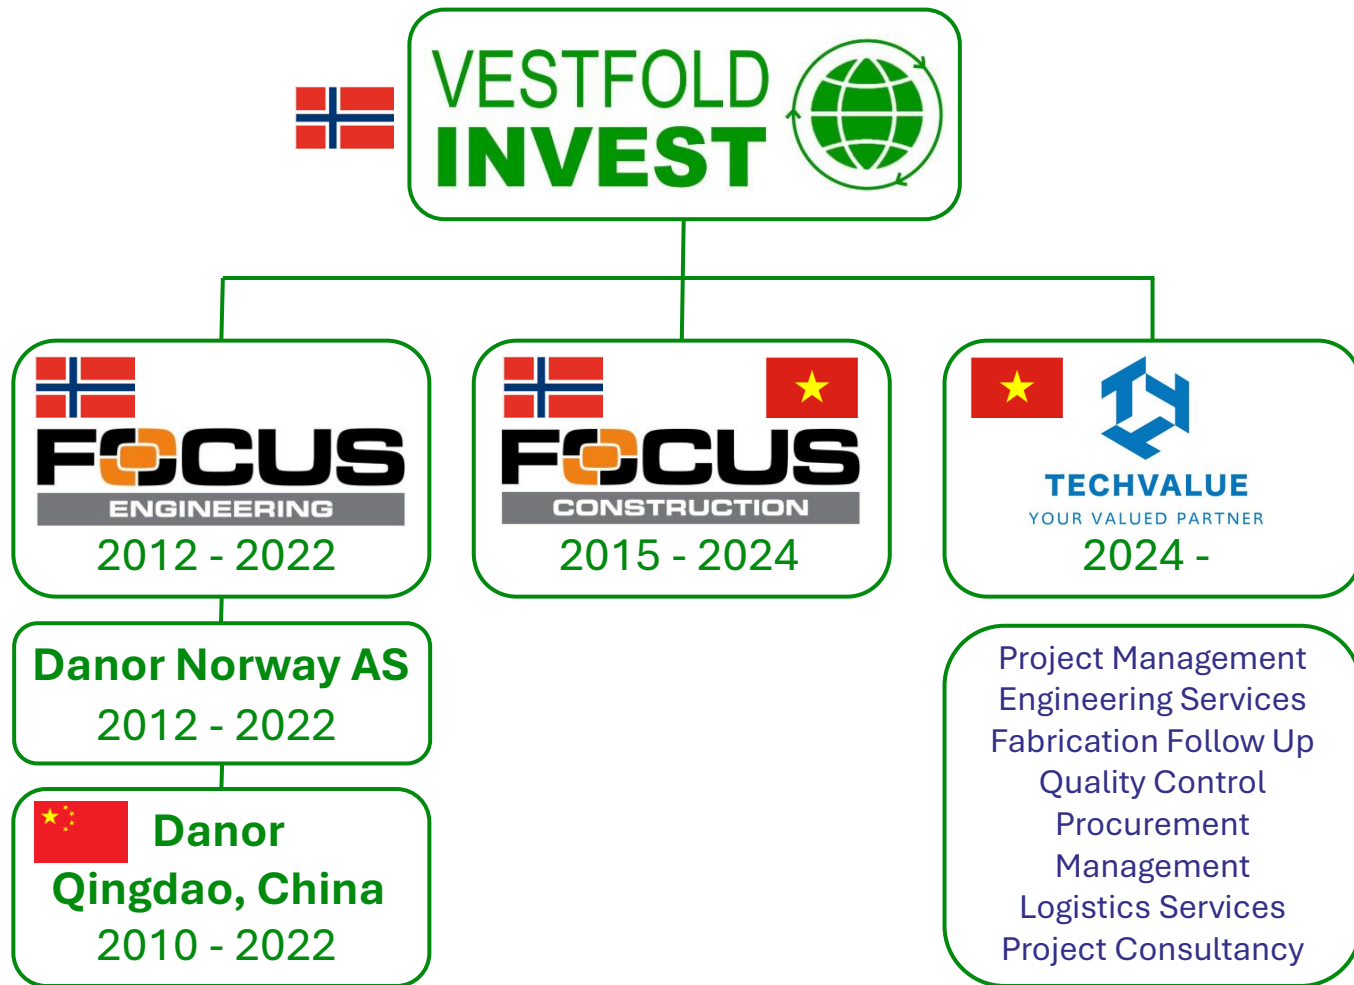 VESTFOLD
INVEST
FOCUS
ENGINEERING
2012 - 2022
FOCUS
CONSTRUCTION
2015 - 2024
TECHVALUE
YOUR VALUED PARTNER
2024 -
Danor Norway AS
2012 - 2022
Danor
Qingdao, China
2010 - 2022
Project Management
Engineering Services
Fabrication Follow Up
Quality Control
Procurement
Management
Logistics Services
Project Consultancy